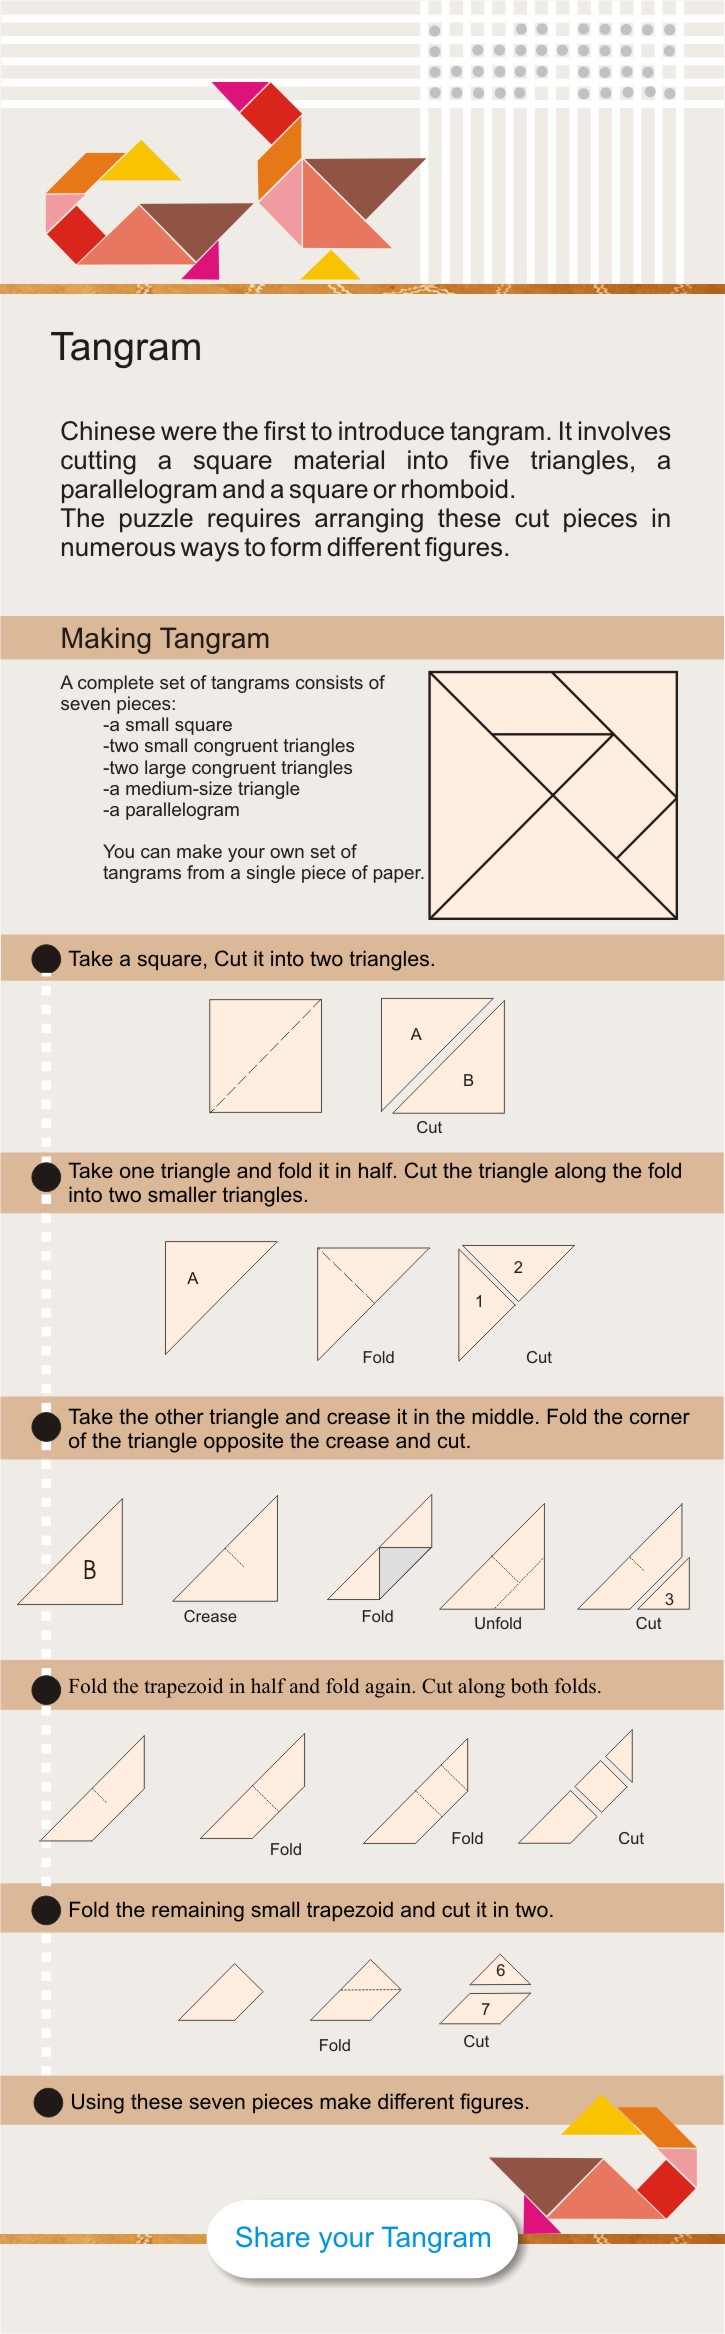 Tangram
Chinese were the first to introduce tangram. It involves
cutting a square material into five triangles, a
parallelogram and a square or rhomboid.
The puzzle requires arranging these cut pieces in
numerous ways to form different figures.
Making Tangram
A complete set of tangrams consists of
seven pieces:
-a small square
-two small congruent triangles
-two large congruent triangles
-a medium-size triangle
-a parallelogram
You can make your own set of
tangrams from a single piece of paper.
Take a square, Cut it into two triangles.
A
B
Cut
Take one triangle and fold it in half. Cut the triangle along the fold
into two smaller triangles.
A
2
1
Fold
Cut
Take the other triangle and crease it in the middle. Fold the corner
of the triangle opposite the crease and cut.
B
3
Crease
Fold
Unfold
Cut
Fold the trapezoid in half and fold again. Cut along both folds.
Fold
Fold
Cut
Fold the remaining small trapezoid and cut it in two.
6
7
Fold
Cut
Using these seven pieces make different figures.
Share your Tangram